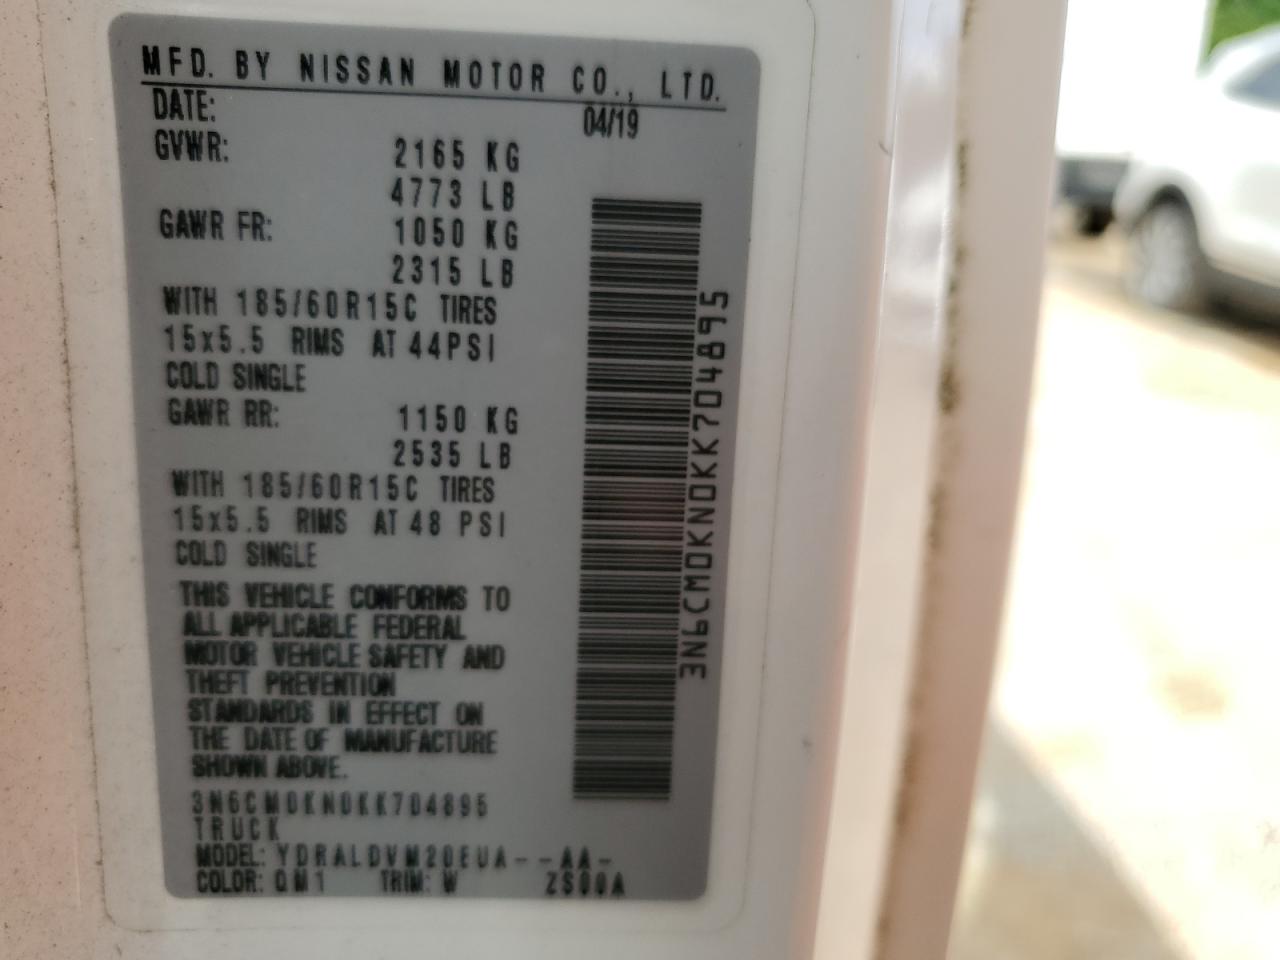 MFD. BY NISSAN MOTOR CO., LTD.
DATE: 04/19
GVWR: 2165 KG
4773 LB
GAWR FR: 1050 KG
2315 LB
WITH 185/60R15C TIRES
15x5.5 RIMS AT 44PSI
COLD SINGLE
GAWR RR: 1150 KG
2535 LB
WITH 185/60R15C TIRES
15x5.5 RIMS AT 48 PSI
COLD SINGLE
THIS VEHICLE CONFORMS TO
ALL APPLICABLE FEDERAL
MOTOR VEHICLE SAFETY AND
THEFT PREVENTION
STANDARDS IN EFFECT ON
THE DATE OF MANUFACTURE
SHOWN ABOVE.
3N6CM0KN0KK704895
TRUCK
MODEL: YDRALDVM20EUA--AA-
COLOR: QM1 TRIM: W ZS00A
3N6CM0KN0KK704895